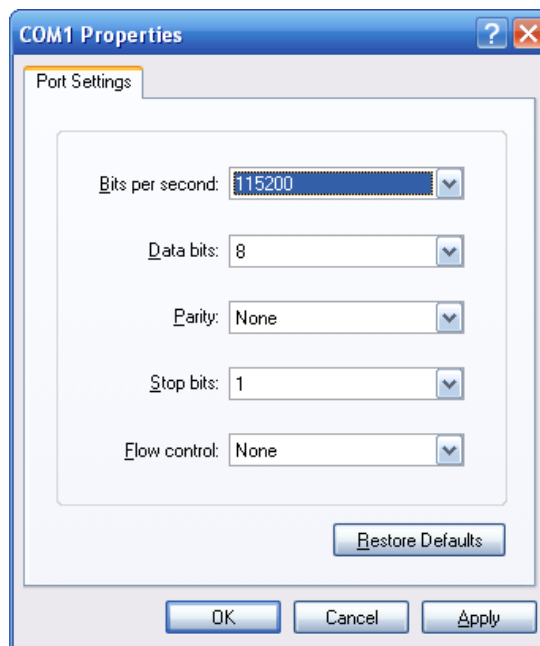 COM1 Properties
?
Port Settings
Bits per second: 115200
Data bits: 8
Parity: None
Stop bits: 1
Flow control: None
Restore Defaults
OK Cancel Apply